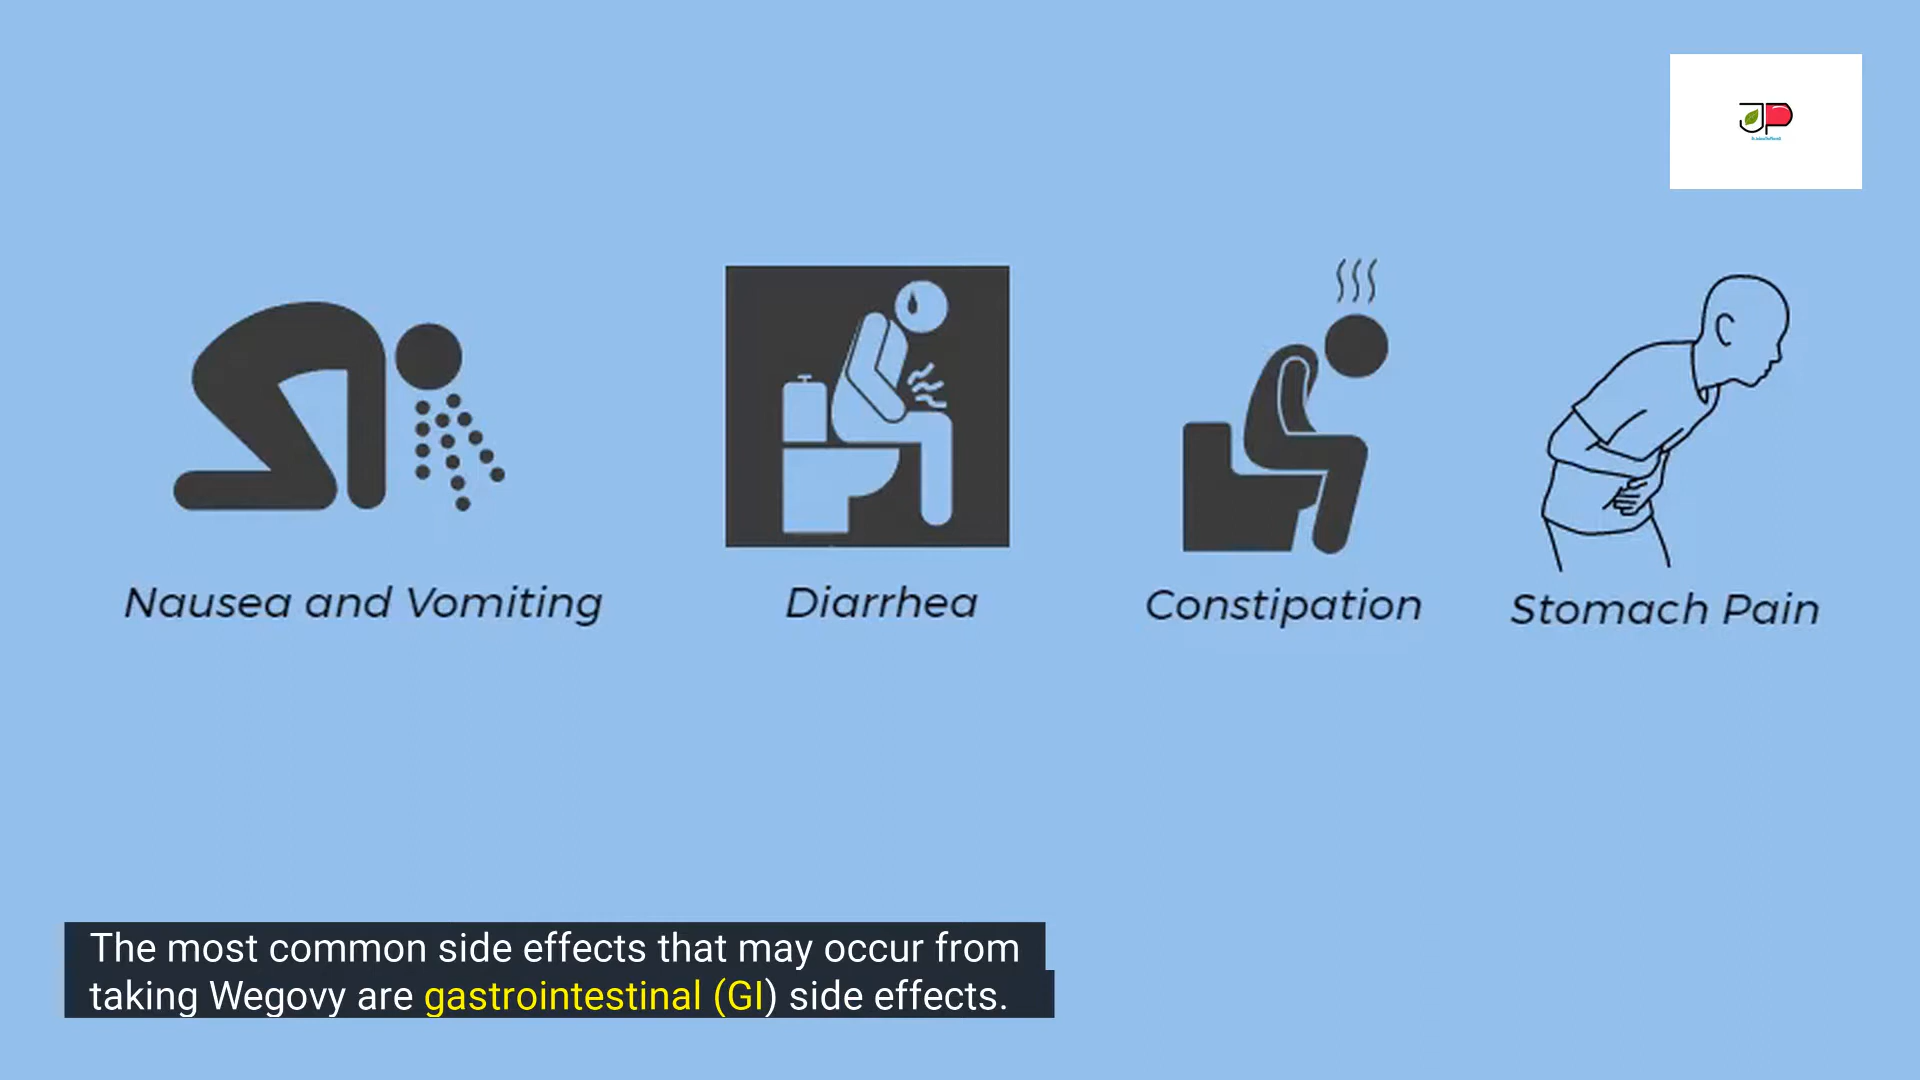 JP
Nausea and Vomiting
Diarrhea
Constipation
Stomach Pain
The most common side effects that may occur from
taking Wegovy are gastrointestinal (GI) side effects.